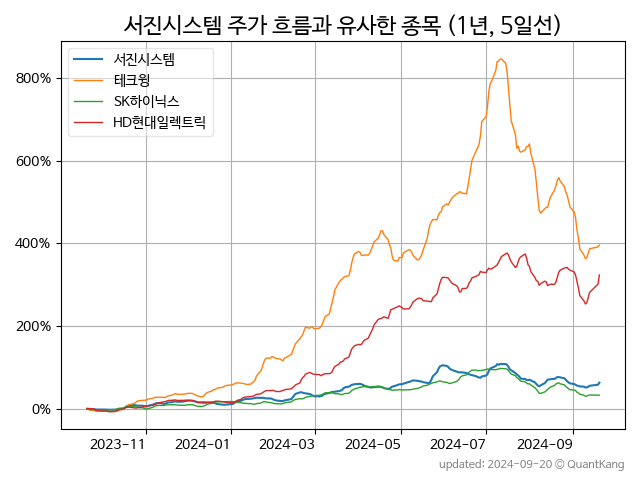 서진시스템 주가 흐름과 유사한 종목 (1년, 5일선)
서진시스템
테크윙
SK하이닉스
HD현대일렉트릭
800%
600%
400%
200%
0%
2023-11 2024-01 2024-03 2024-05 2024-07 2024-09
updated: 2024-09-20 © QuantKang